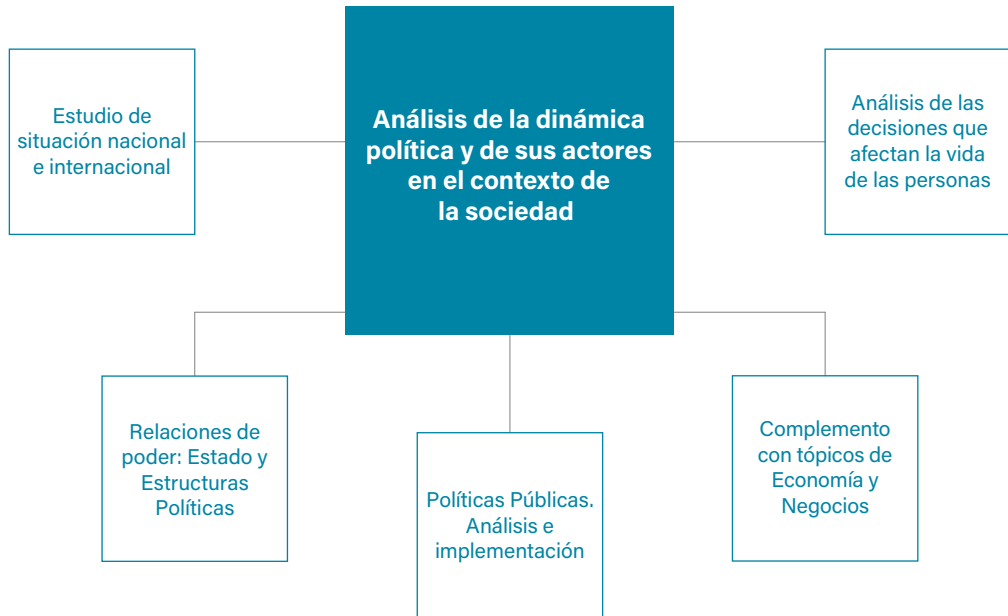 Análisis de la dinámica
política y de sus actores
en el contexto de
la sociedad
Estudio de
situación nacional
e internacional
Análisis de las
decisiones que
afectan la vida
de las personas
Relaciones de
poder: Estado y
Estructuras
Políticas
Políticas Públicas.
Análisis e
implementación
Complemento
con tópicos de
Economía y
Negocios